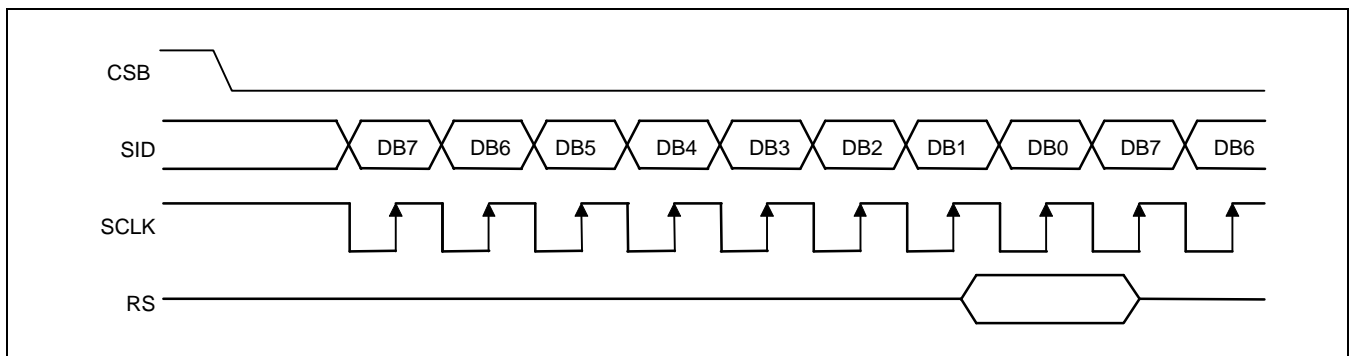 CSB
SID DB7 DB6 DB5 DB4 DB3 DB2 DB1 DB0 DB7 DB6
SCLK
RS